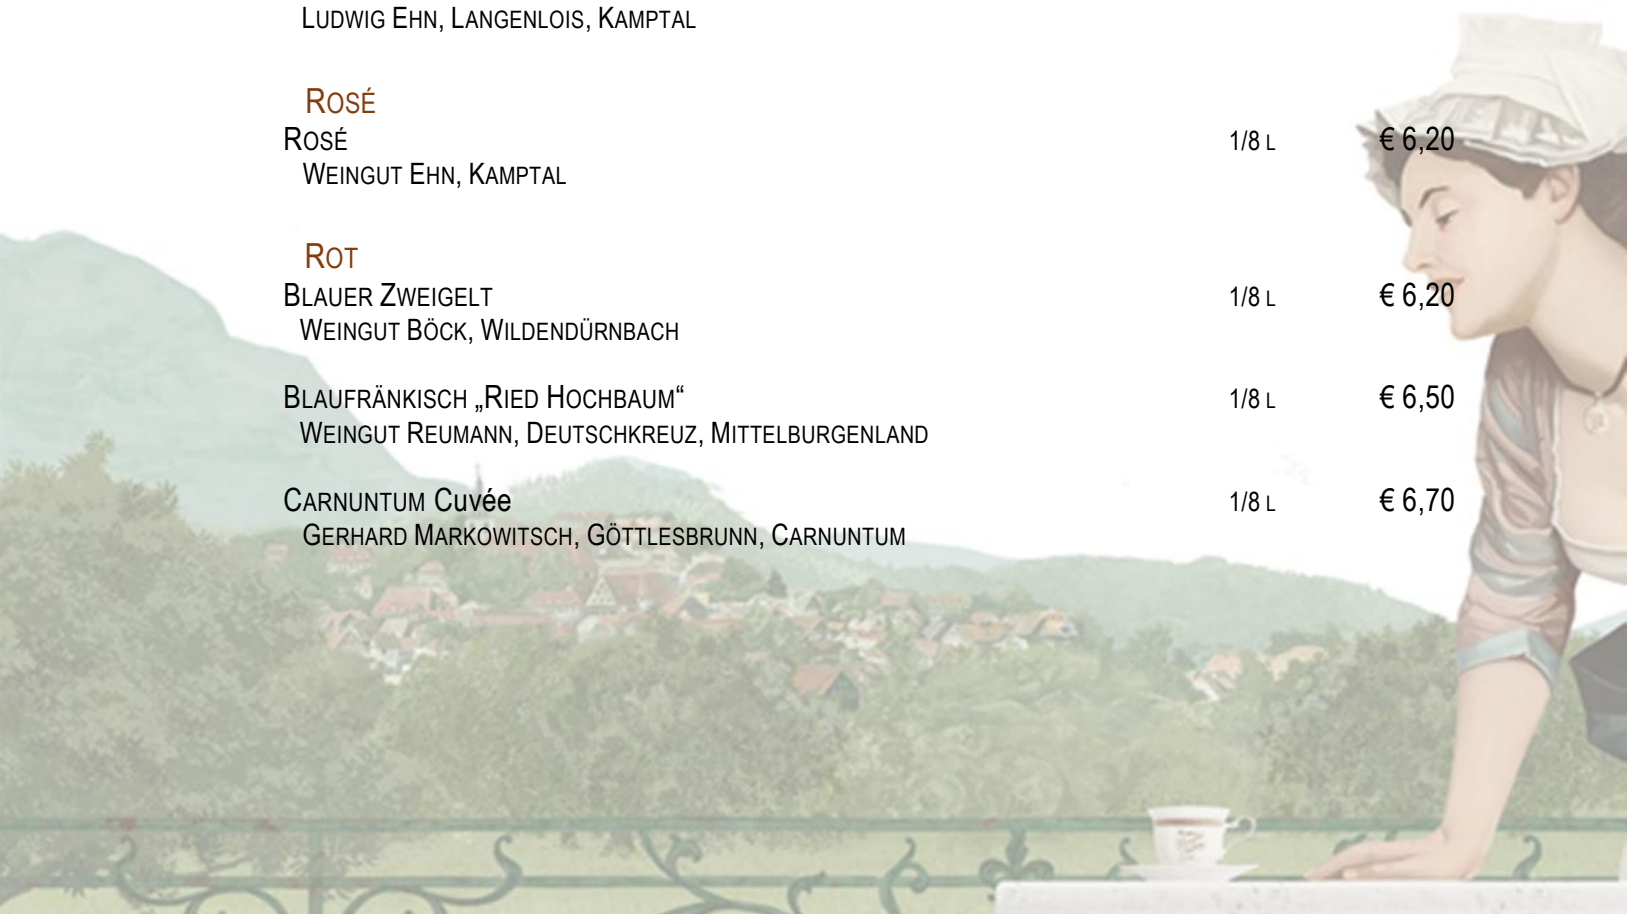 Ludwig Ehn, Langenlois, Kamptal
Rosé
Rosé 1/8 l € 6,20
Weingut Ehn, Kamptal
Rot
Blauer Zweigelt 1/8 l € 6,20
Weingut Böck, Wildendürnbach
Blaufränkisch „Ried Hochbaum“ 1/8 l € 6,50
Weingut Reumann, Deutschkreuz, Mittelburgenland
Carnuntum Cuvée 1/8 l € 6,70
Gerhard Markowitsch, Göttlesbrunn, Carnuntum